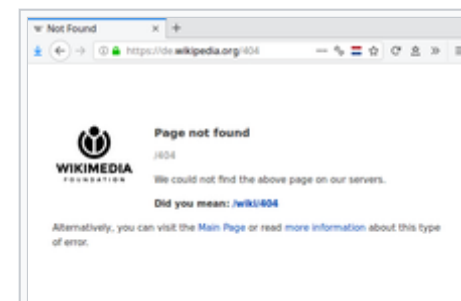 Not Found
https://de.wikipedia.org/404
Page not found
/404
We could not find the above page on our servers.
Did you mean: /wiki/404
WIKIMEDIA
FOUNDATION
Alternatively, you can visit the Main Page or read more information about this type
of error.